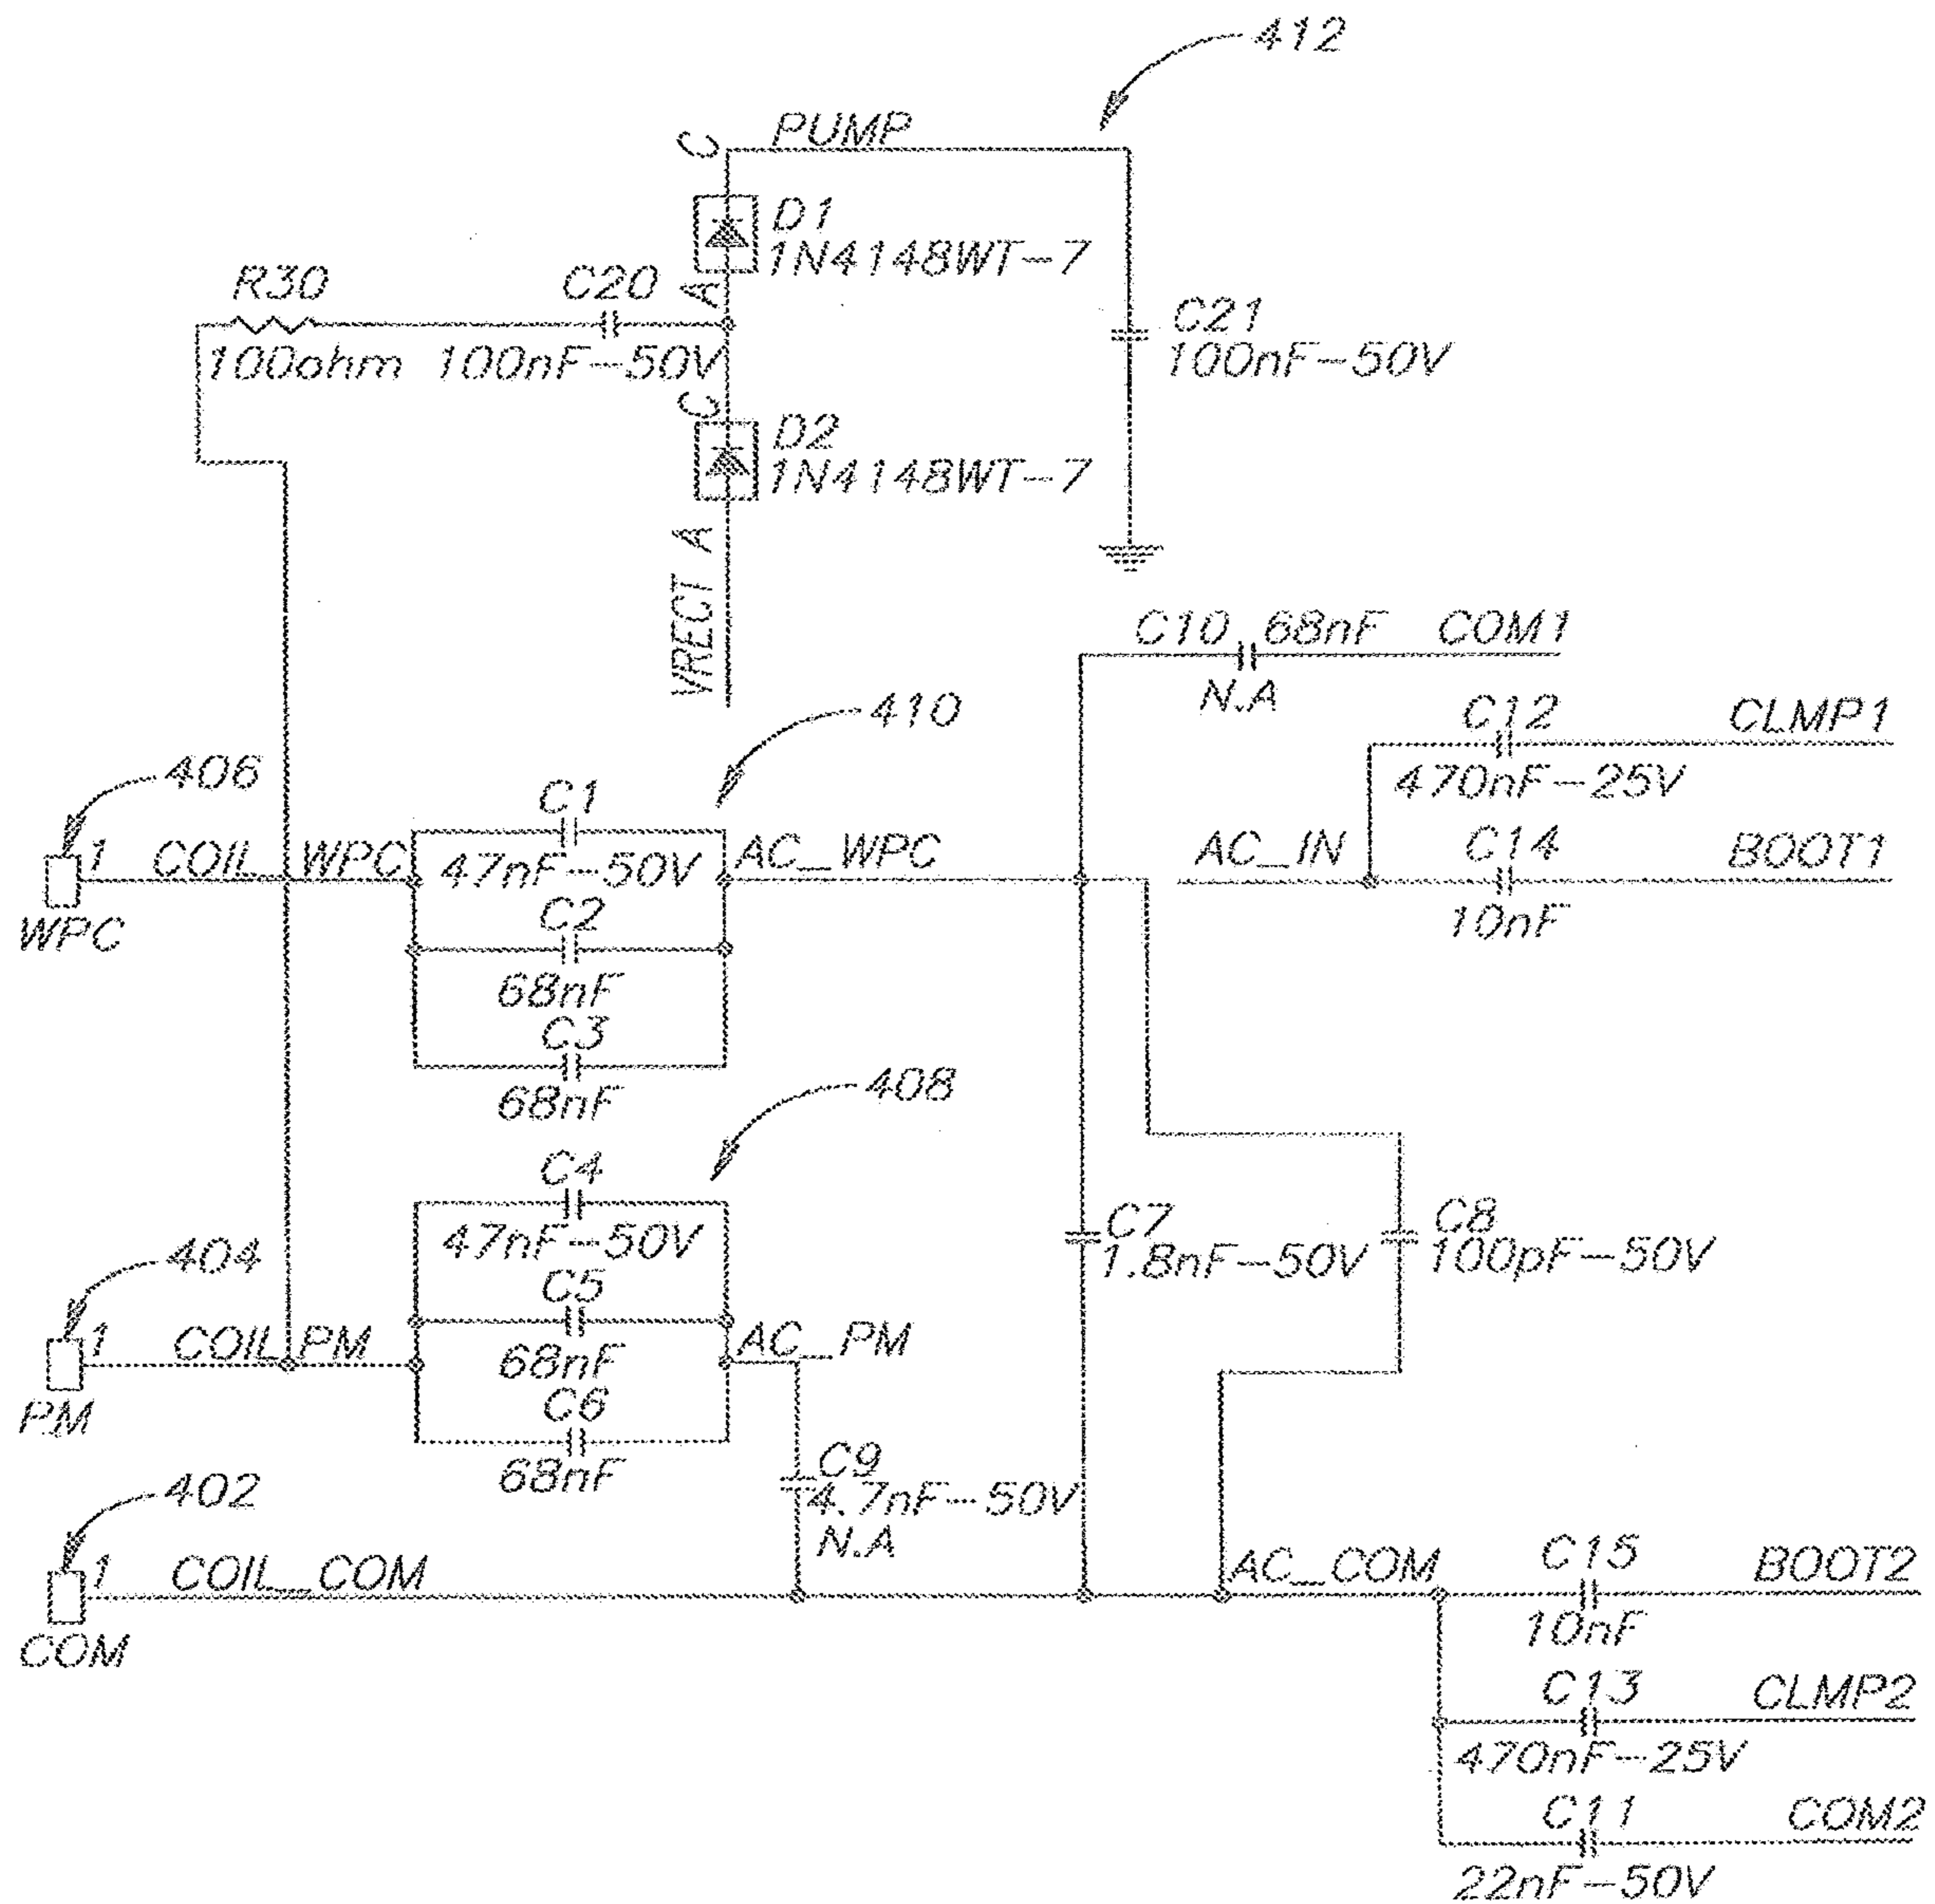 412
C PUMP
D1
1N4148WT-7
A
R30
100ohm
C20
100nF-50V
C21
100nF-50V
C
D2
1N4148WT-7
VRECT A
C10 68nF COM1
N.A
410
C12 CLMP1
470nF-25V
406
C1
1 COIL_WPC
47nF-50V
AC_WPC
AC_IN
C14 BOOT1
10nF
WPC
C2
68nF
C3
68nF
408
C4
47nF-50V
C7
1.8nF-50V
C8
100pF-50V
404
C5
1 COIL_PM
68nF
AC_PM
PM
C6
68nF
C9
4.7nF-50V
N.A
402
1 COIL_COM
AC_COM
C15 BOOT2
10nF
COM
C13 CLMP2
470nF-25V
C11 COM2
22nF-50V